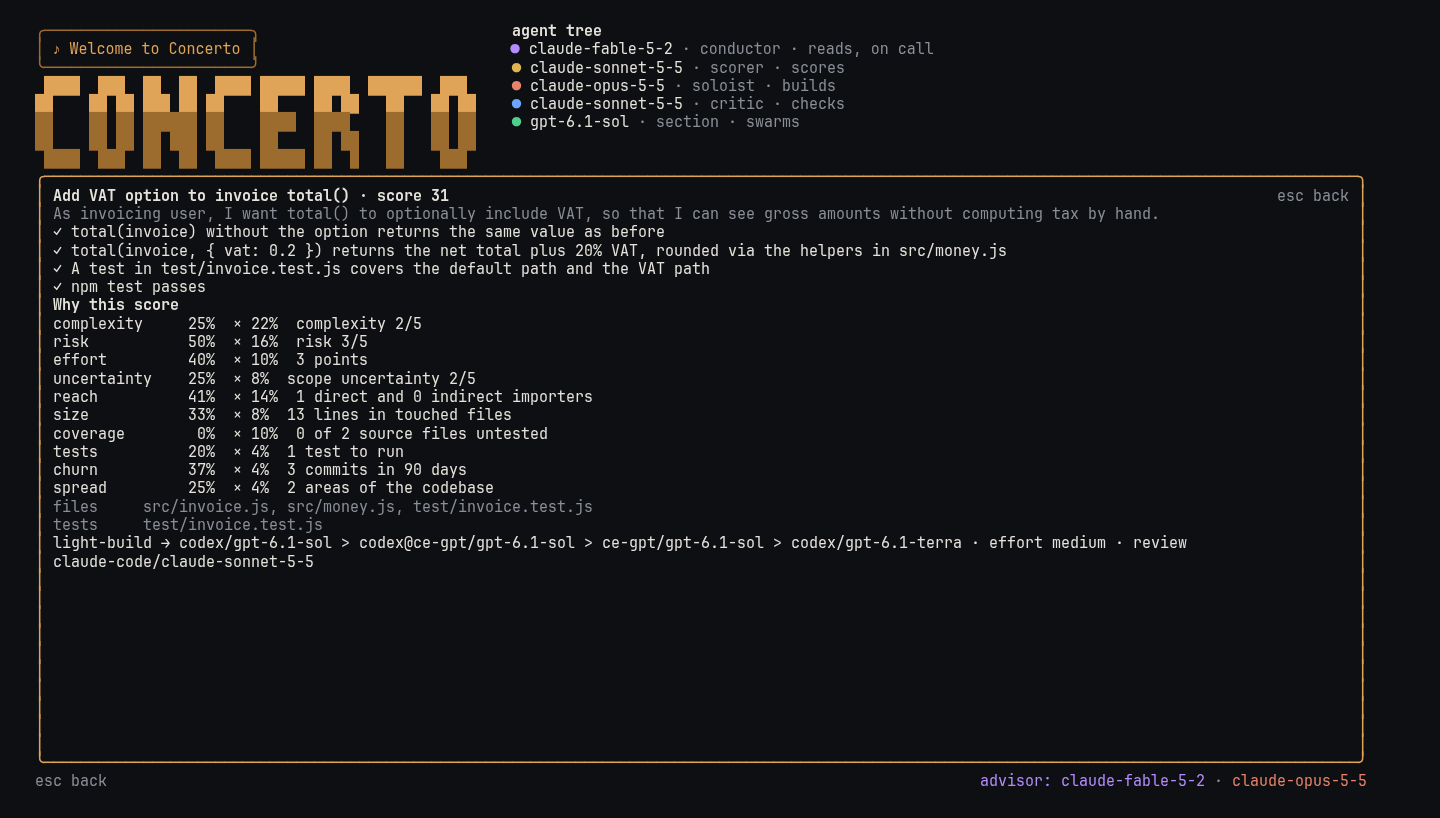 ♪ Welcome to Concerto
CONCERTO
agent tree
● claude-fable-5-2 · conductor · reads, on call
● claude-sonnet-5-5 · scorer · scores
● claude-opus-5-5 · soloist · builds
● claude-sonnet-5-5 · critic · checks
● gpt-6.1-sol · section · swarms
Add VAT option to invoice total() · score 31 esc back
As invoicing user, I want total() to optionally include VAT, so that I can see gross amounts without computing tax by hand.
✓ total(invoice) without the option returns the same value as before
✓ total(invoice, { vat: 0.2 }) returns the net total plus 20% VAT, rounded via the helpers in src/money.js
✓ A test in test/invoice.test.js covers the default path and the VAT path
✓ npm test passes
Why this score
complexity 25% × 22% complexity 2/5
risk 50% × 16% risk 3/5
effort 40% × 10% 3 points
uncertainty 25% × 8% scope uncertainty 2/5
reach 41% × 14% 1 direct and 0 indirect importers
size 33% × 8% 13 lines in touched files
coverage 0% × 10% 0 of 2 source files untested
tests 20% × 4% 1 test to run
churn 37% × 4% 3 commits in 90 days
spread 25% × 4% 2 areas of the codebase
files src/invoice.js, src/money.js, test/invoice.test.js
tests test/invoice.test.js
light-build → codex/gpt-6.1-sol > codex@ce-gpt/gpt-6.1-sol > ce-gpt/gpt-6.1-sol > codex/gpt-6.1-terra · effort medium · review
claude-code/claude-sonnet-5-5
esc back advisor: claude-fable-5-2 · claude-opus-5-5